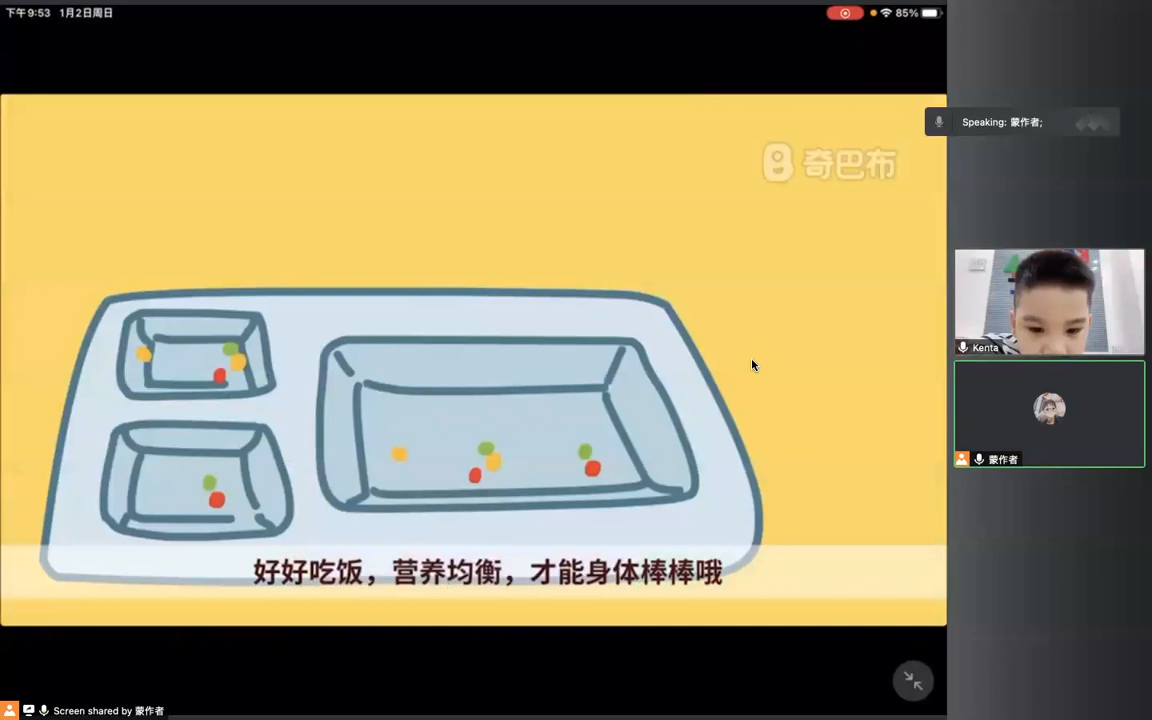 下午9:53 1月2日周日
85%
奇巴布
Speaking: 蒙作者;
Kenta
蒙作者
好好吃饭，营养均衡，才能身体棒棒哦
Screen shared by 蒙作者